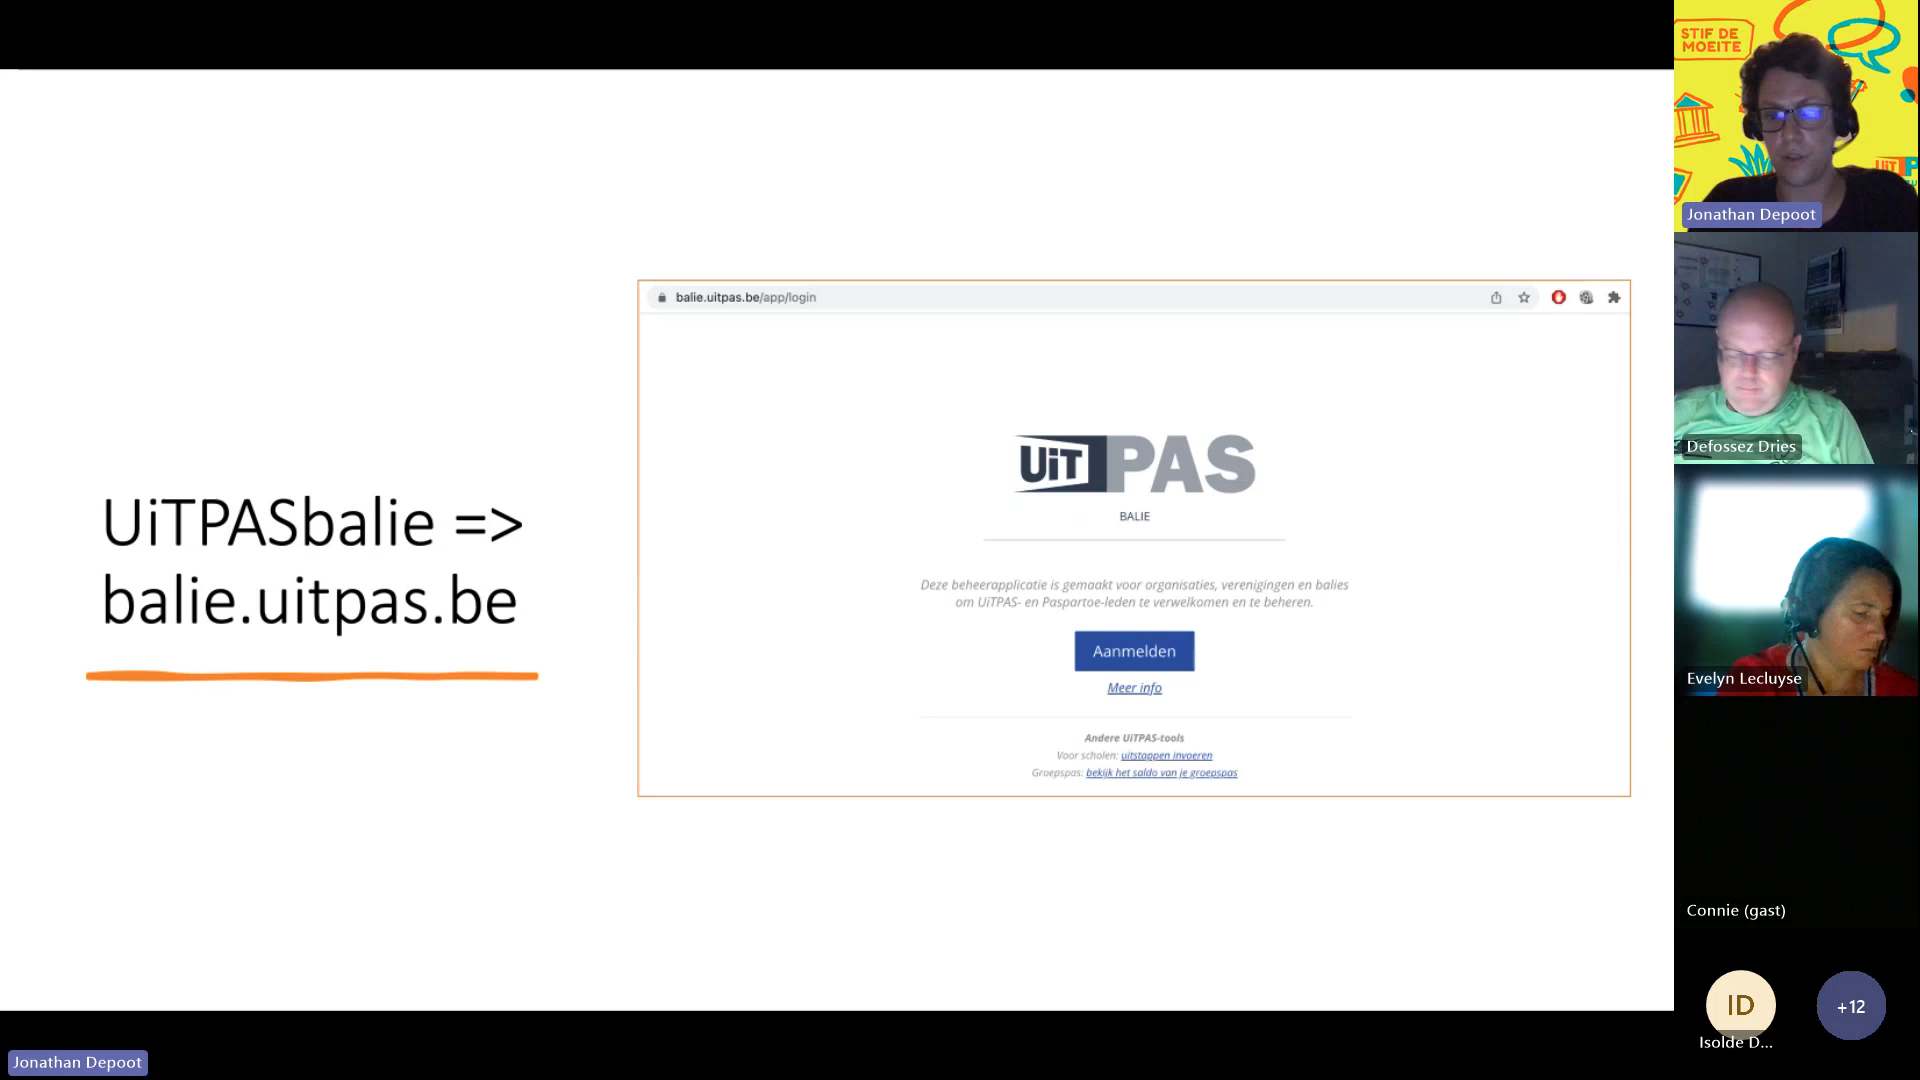 UiTPASbalie =>
balie.uitpas.be
balie.uitpas.be/app/login
UiTPAS
BALIE
Deze beheerapplicatie is gemaakt voor organisaties, verenigingen en balies
om UiTPAS- en Paspartoe-leden te verwelkomen en te beheren.
Aanmelden
Meer info
Andere UiTPAS-tools
Voor scholen: uitstappen invoeren
Groepspas: bekijk het saldo van je groepspas
STIF DE
MOEITE
UiTP
Jonathan Depoot
Defossez Dries
Evelyn Lecluyse
Connie (gast)
ID
+12
Isolde D...
Jonathan Depoot